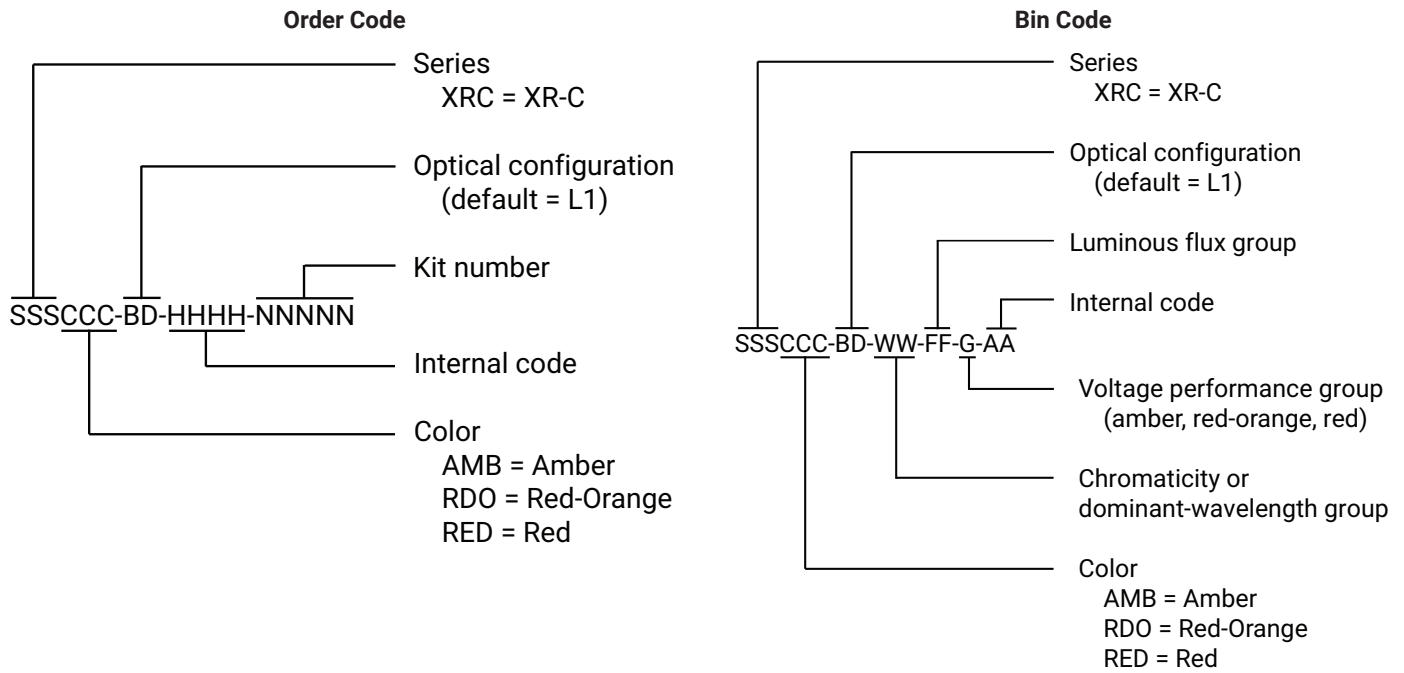 Order Code
Series
XRC = XR-C
Optical configuration
(default = L1)
Kit number
SSSCCC-BD-HHHH-NNNNN
Internal code
Color
AMB = Amber
RDO = Red-Orange
RED = Red
Bin Code
Series
XRC = XR-C
Optical configuration
(default = L1)
Luminous flux group
Internal code
SSSCCC-BD-WW-FF-G-AA
Voltage performance group
(amber, red-orange, red)
Chromaticity or
dominant-wavelength group
Color
AMB = Amber
RDO = Red-Orange
RED = Red